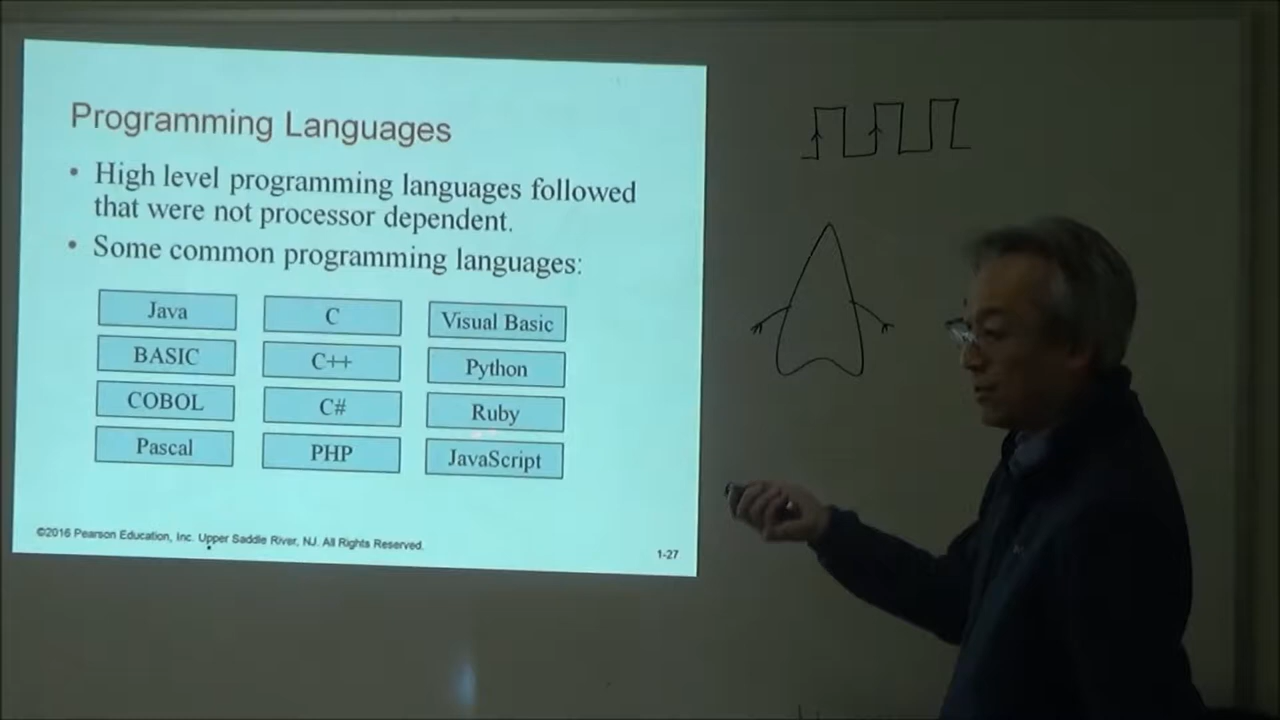 Programming Languages
• High level programming languages followed
that were not processor dependent.
• Some common programming languages:
Java C Visual Basic
BASIC C++ Python
COBOL C# Ruby
Pascal PHP JavaScript
©2016 Pearson Education, Inc. Upper Saddle River, NJ. All Rights Reserved.
1-27